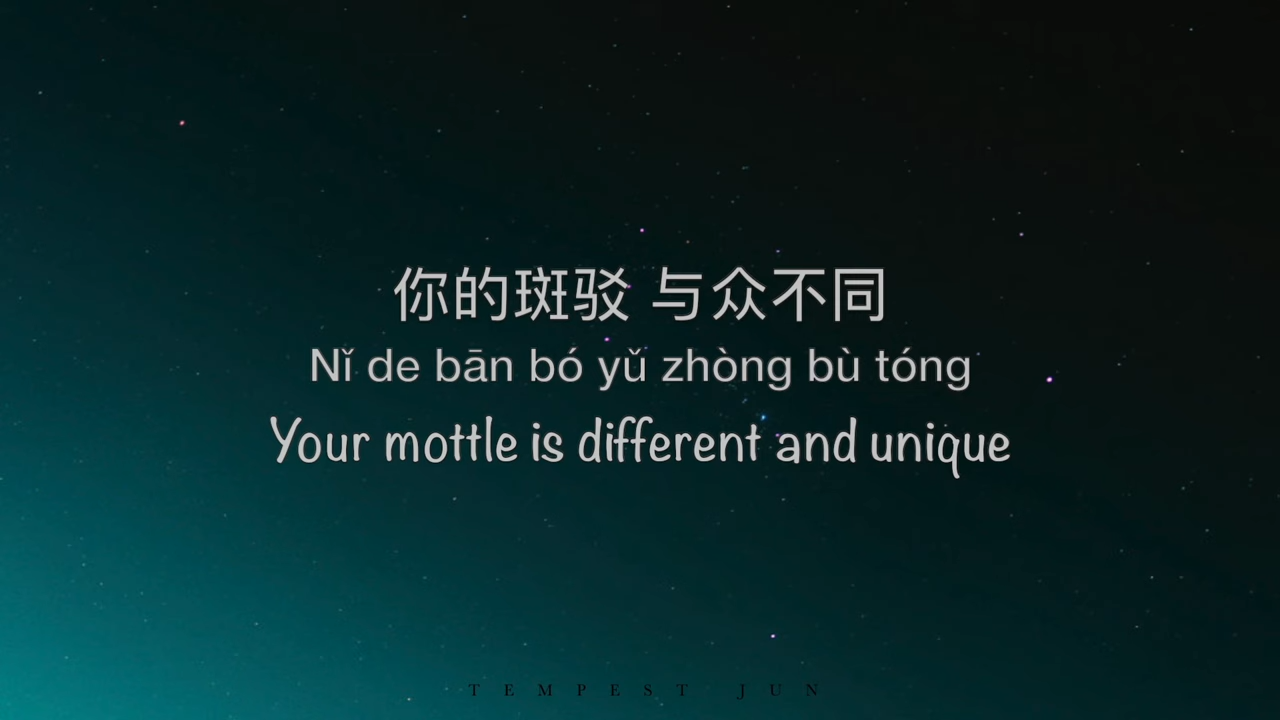 你的斑驳 与众不同
Nǐ de bān bó yǔ zhòng bù tóng
Your mottle is different and unique
TEMPEST JUN